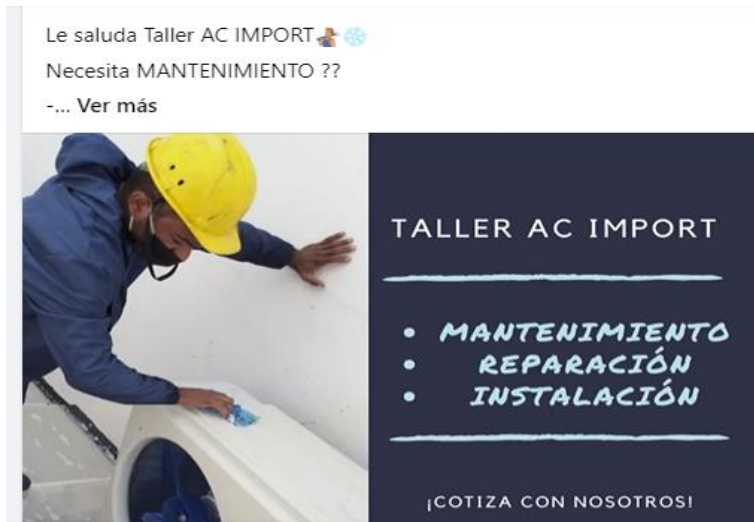 Le saluda Taller AC IMPORT
Necesita MANTENIMIENTO ??
-... Ver más
TALLER AC IMPORT
• MANTENIMIENTO
• REPARACIÓN
• INSTALACIÓN
¡COTIZA CON NOSOTROS!